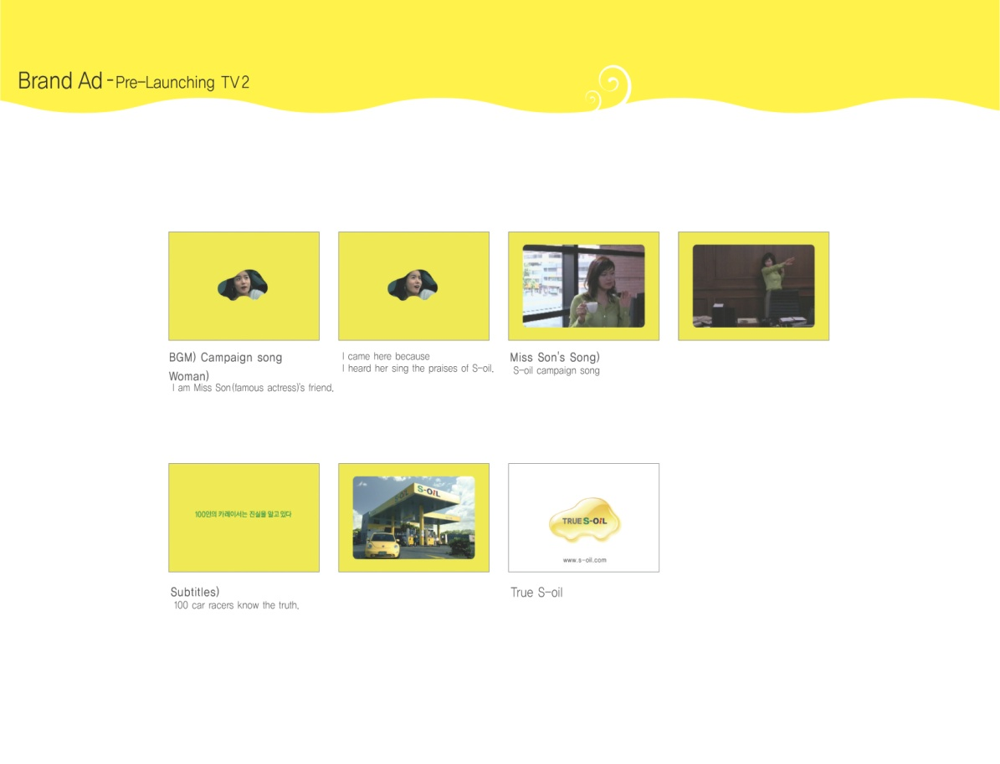 Brand Ad - Pre-Launching TV2
BGM) Campaign song
Woman)
I am Miss Son(famous actress)'s friend.
I came here because
I heard her sing the praises of S-oil.
Miss Son's Song)
S-oil campaign song
100인의 카레이서는 진실을 알고 있다
S-OIL
S-OIL
TRUE S-OIL
www.s-oil.com
Subtitles)
100 car racers know the truth.
True S-oil